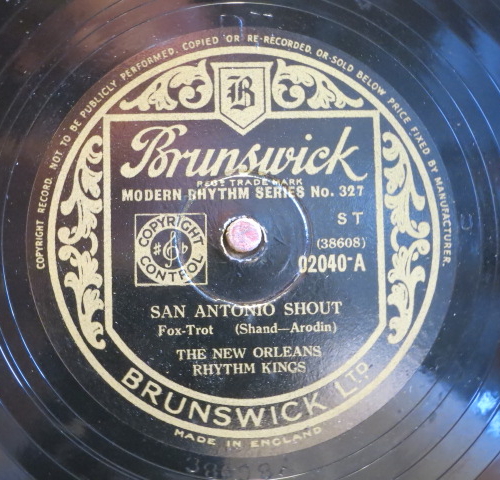 COPYRIGHT RECORD. NOT TO BE PUBLICLY PERFORMED, COPIED OR RE-RECORDED, OR SOLD BELOW PRICE FIXED BY MANUFACTURER.
B
Brunswick
REGD TRADE MARK
MODERN RHYTHM SERIES No. 327
ST
COPYRIGHT
CONTROL
(38608)
02040-A
SAN ANTONIO SHOUT
Fox-Trot (Shand—Arodin)
THE NEW ORLEANS
RHYTHM KINGS
BRUNSWICK LTD.
MADE IN ENGLAND